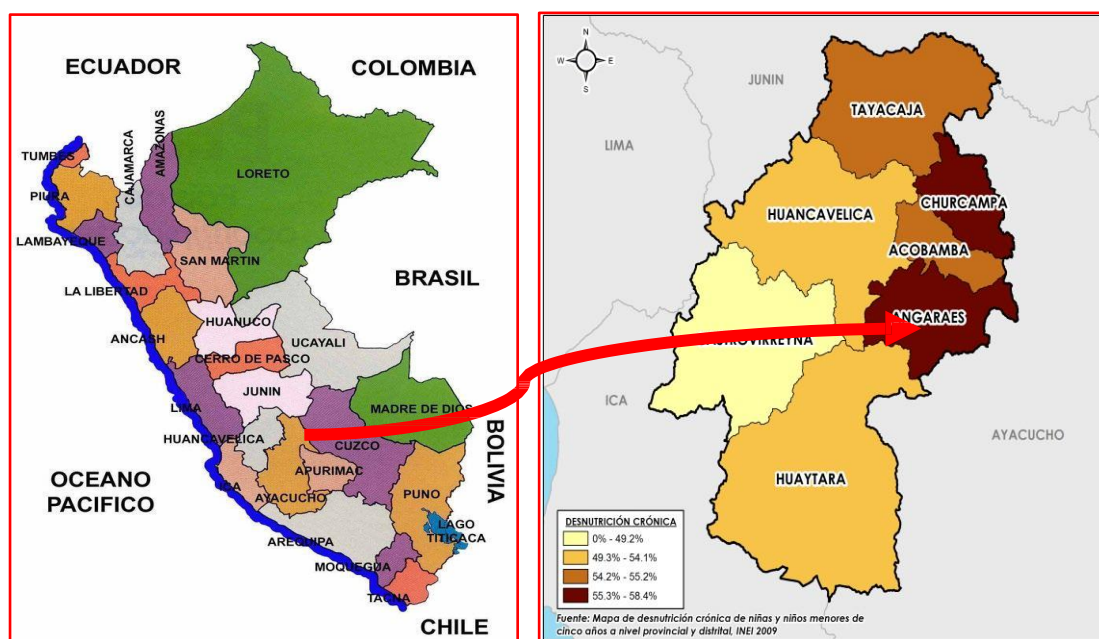 ECUADOR
COLOMBIA
TUMBES
PIURA
CAJAMARCA
AMAZONAS
LORETO
LAMBAYEQUE
SAN MARTIN
LA LIBERTAD
BRASIL
HUANUCO
ANCASH
UCAYALI
CERRO DE PASCO
JUNIN
LIMA
MADRE DE DIOS
HUANCAVELICA
CUZCO
BOLIVIA
OCEANO
PACIFICO
ICA
APURIMAC
AYACUCHO
PUNO
LAGO
TITICACA
AREQUIPA
MOQUEGUA
TACNA
CHILE
N
W
E
S
JUNIN
TAYACAJA
LIMA
CHURCAMPA
HUANCAVELICA
ACOBAMBA
ANGARAES
ICA
AYACUCHO
HUAYTARA
DESNUTRICIÓN CRÓNICA
0% - 49.2%
49.3% - 54.1%
54.2% - 55.2%
55.3% - 58.4%
Fuente: Mapa de desnutrición crónica de niñas y niños menores de
cinco años a nivel provincial y distrital, INEI 2009